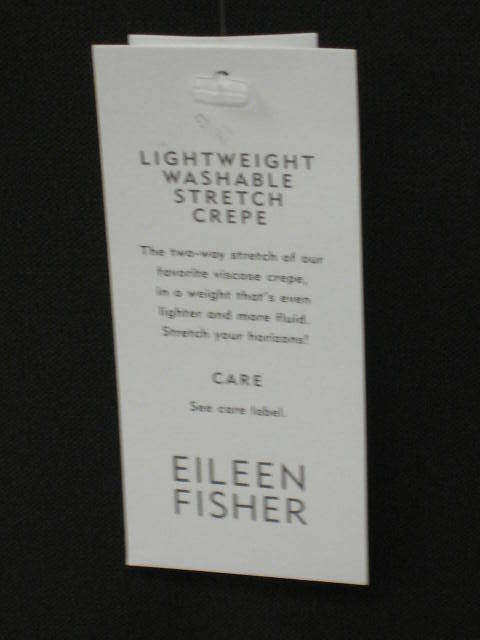 LIGHTWEIGHT
WASHABLE
STRETCH
CREPE
The two-way stretch of our
favorite viscose crepe,
in a weight that's even
lighter and more fluid.
Stretch your horizons!
CARE
See care label.
EILEEN
FISHER